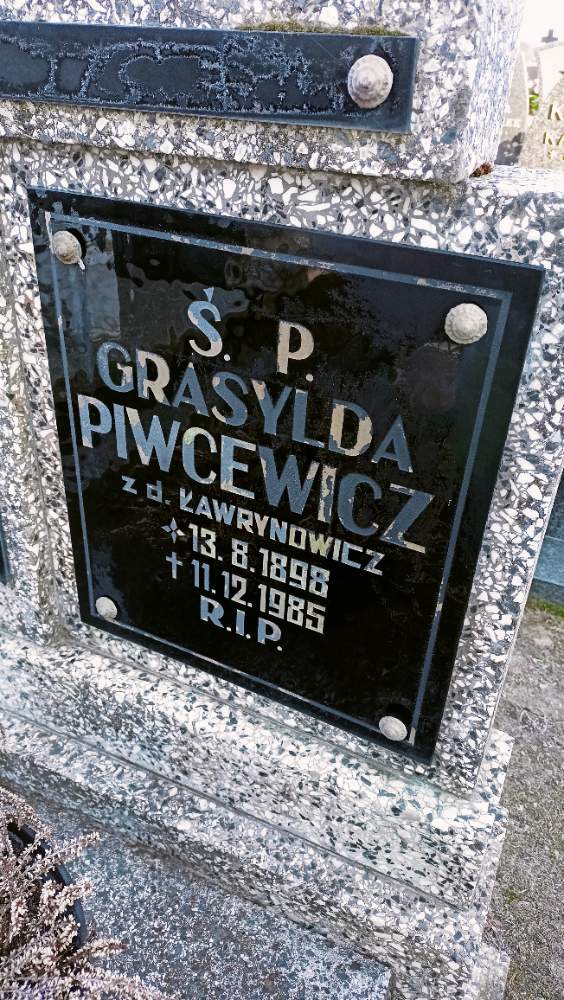 Ś. P.
GRASYLDA
PIWCEWICZ
z d. ŁAWRYNOWICZ
13. 8. 1898
† 11. 12. 1985
R.I.P.